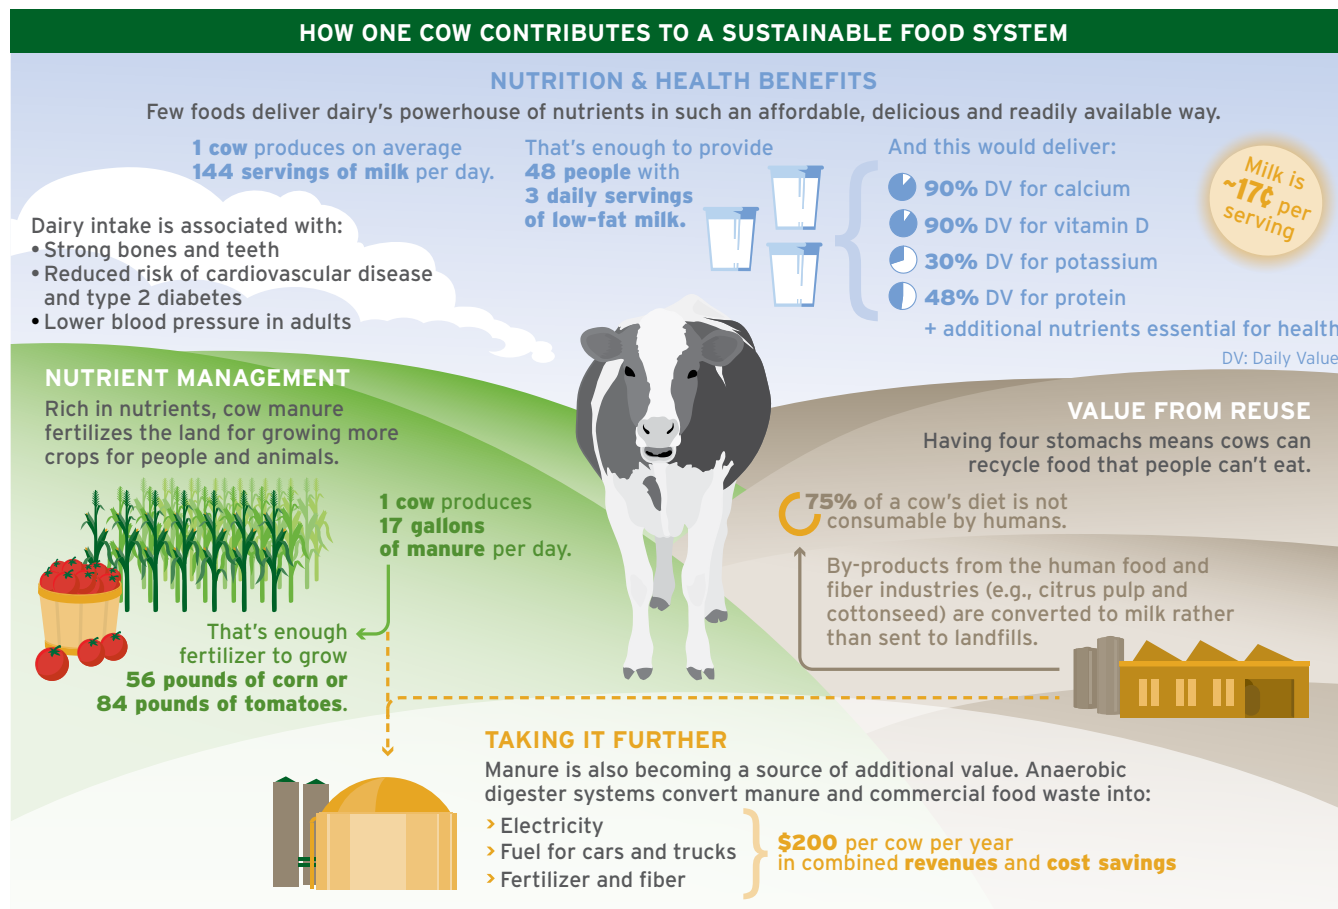 HOW ONE COW CONTRIBUTES TO A SUSTAINABLE FOOD SYSTEM
NUTRITION & HEALTH BENEFITS
Few foods deliver dairy’s powerhouse of nutrients in such an affordable, delicious and readily available way.
1 cow produces on average
144 servings of milk per day.
That’s enough to provide
48 people with
3 daily servings
of low-fat milk.
And this would deliver:
90% DV for calcium
90% DV for vitamin D
30% DV for potassium
48% DV for protein
+ additional nutrients essential for health
DV: Daily Value
Milk is
~17¢ per
serving
Dairy intake is associated with:
• Strong bones and teeth
• Reduced risk of cardiovascular disease
and type 2 diabetes
• Lower blood pressure in adults
NUTRIENT MANAGEMENT
Rich in nutrients, cow manure
fertilizes the land for growing more
crops for people and animals.
1 cow produces
17 gallons
of manure per day.
That’s enough
fertilizer to grow
56 pounds of corn or
84 pounds of tomatoes.
VALUE FROM REUSE
Having four stomachs means cows can
recycle food that people can’t eat.
75% of a cow’s diet is not
consumable by humans.
By-products from the human food and
fiber industries (e.g., citrus pulp and
cottonseed) are converted to milk rather
than sent to landfills.
TAKING IT FURTHER
Manure is also becoming a source of additional value. Anaerobic
digester systems convert manure and commercial food waste into:
> Electricity
> Fuel for cars and trucks
> Fertilizer and fiber
$200 per cow per year
in combined revenues and cost savings